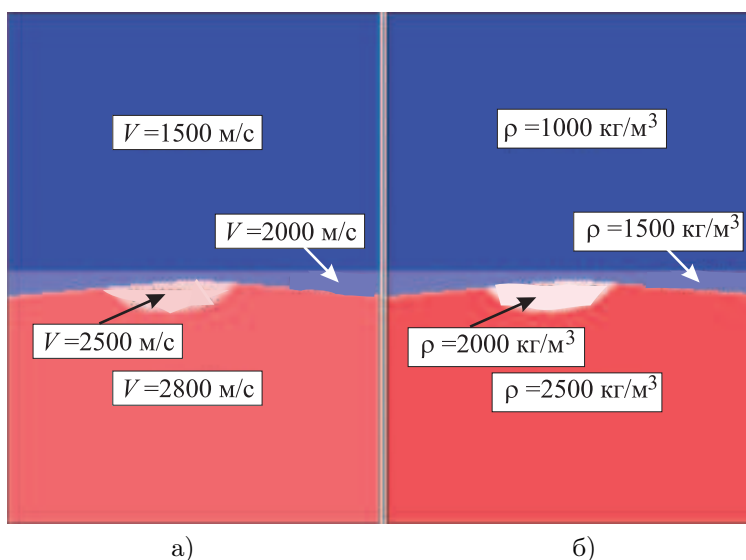 V =1500 м/с
ρ =1000 кг/м³
V =2000 м/с
ρ =1500 кг/м³
V =2500 м/с
ρ =2000 кг/м³
V =2800 м/с
ρ =2500 кг/м³
а)
б)